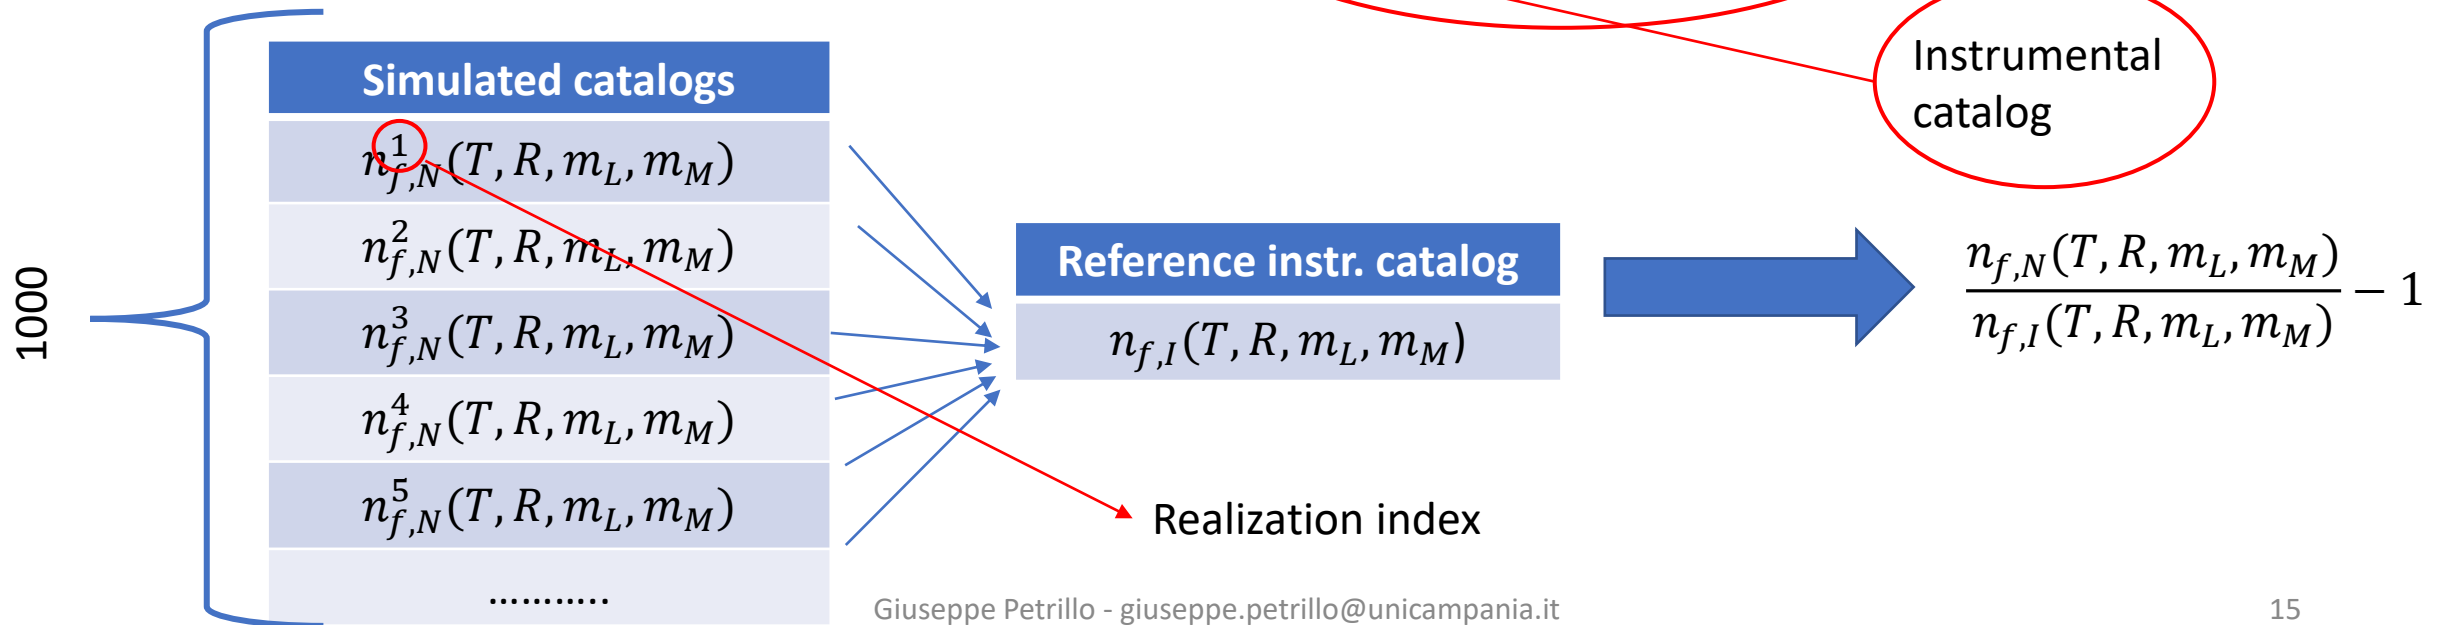 Instrumental
catalog
1000
Simulated catalogs
n^1_{f,N}(T, R, m_L, m_M)
n^2_{f,N}(T, R, m_L, m_M)
n^3_{f,N}(T, R, m_L, m_M)
n^4_{f,N}(T, R, m_L, m_M)
n^5_{f,N}(T, R, m_L, m_M)
………..
Reference instr. catalog
n_{f,I}(T, R, m_L, m_M)
\frac{n_{f,N}(T, R, m_L, m_M)}{n_{f,I}(T, R, m_L, m_M)} − 1
Realization index
Giuseppe Petrillo - giuseppe.petrillo@unicampania.it
15